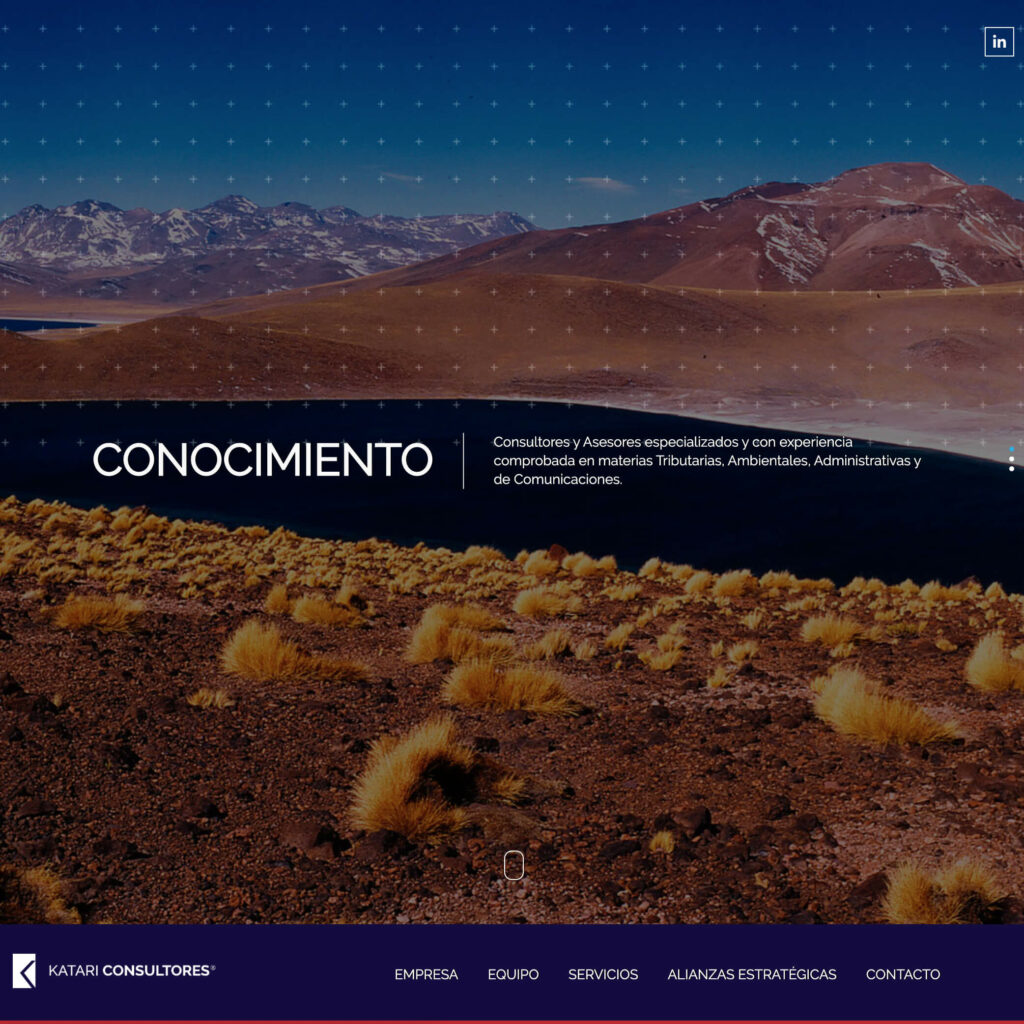 in
CONOCIMIENTO
Consultores y Asesores especializados y con experiencia
comprobada en materias Tributarias, Ambientales, Administrativas y
de Comunicaciones.
KATARI CONSULTORES®
EMPRESA EQUIPO SERVICIOS ALIANZAS ESTRATÉGICAS CONTACTO